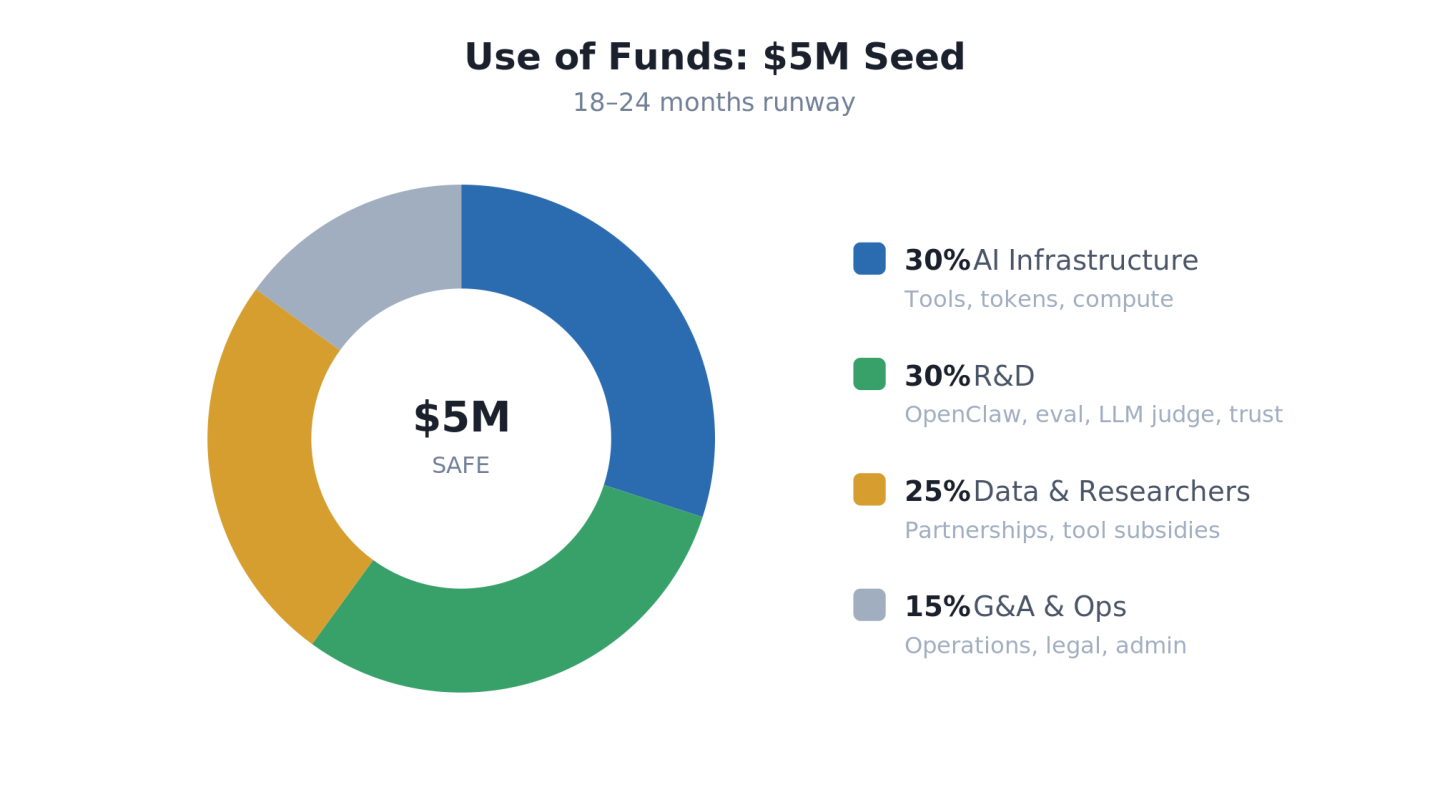 Use of Funds: $5M Seed
18–24 months runway
$5M
SAFE
30% AI Infrastructure
Tools, tokens, compute
30% R&D
OpenClaw, eval, LLM judge, trust
25% Data & Researchers
Partnerships, tool subsidies
15% G&A & Ops
Operations, legal, admin